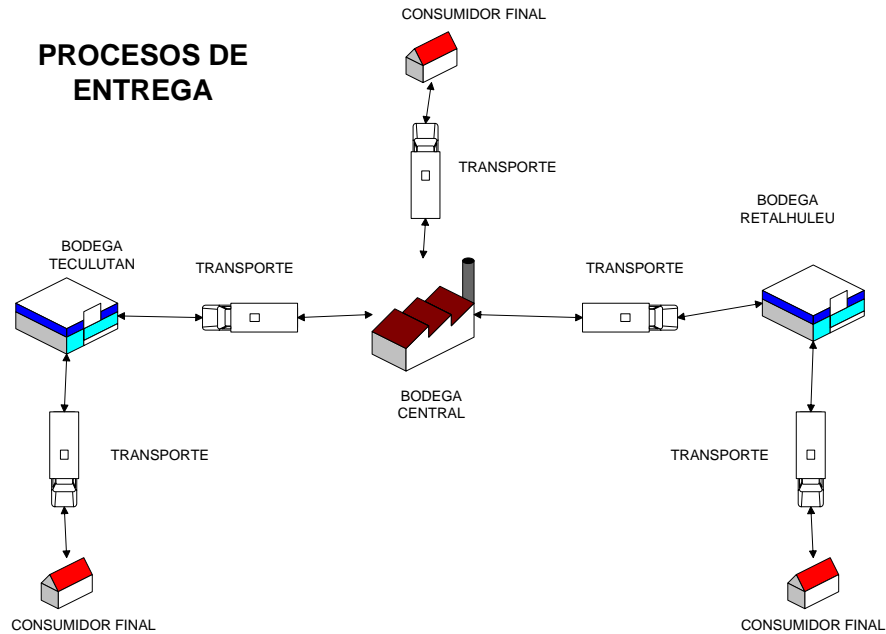 CONSUMIDOR FINAL
PROCESOS DE
ENTREGA
TRANSPORTE
BODEGA
RETALHULEU
BODEGA
TECULUTAN
TRANSPORTE
TRANSPORTE
BODEGA
CENTRAL
TRANSPORTE
TRANSPORTE
CONSUMIDOR FINAL
CONSUMIDOR FINAL